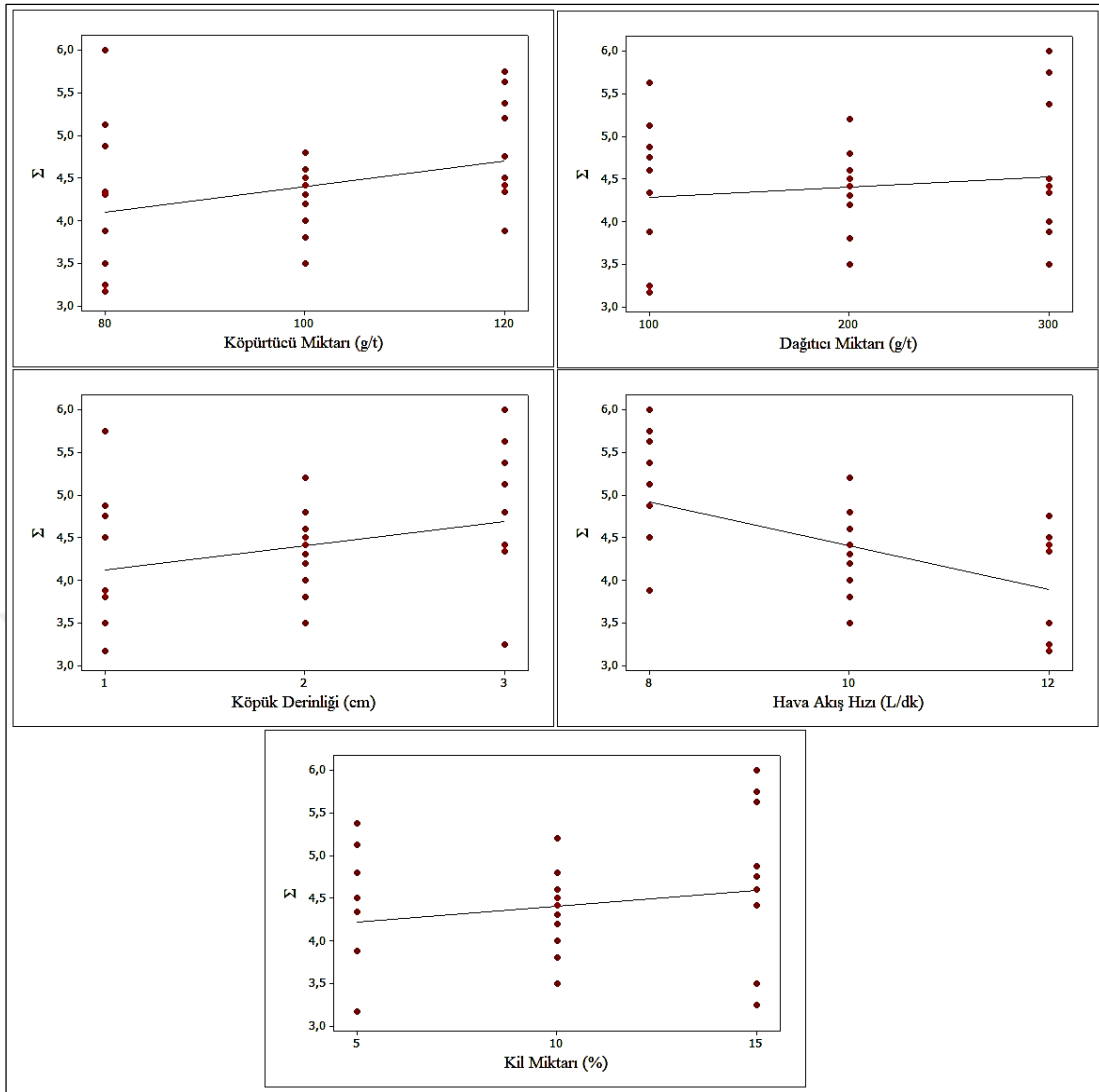 6,0
5,5
5,0
4,5
4,0
3,5
3,0
Σ
80 100 120
Köpürtücü Miktarı (g/t)
6,0
5,5
5,0
4,5
4,0
3,5
3,0
Σ
100 200 300
Dağıtıcı Miktarı (g/t)
6,0
5,5
5,0
4,5
4,0
3,5
3,0
Σ
1 2 3
Köpük Derinliği (cm)
6,0
5,5
5,0
4,5
4,0
3,5
3,0
Σ
8 10 12
Hava Akış Hızı (L/dk)
6,0
5,5
5,0
4,5
4,0
3,5
3,0
Σ
5 10 15
Kil Miktarı (%)